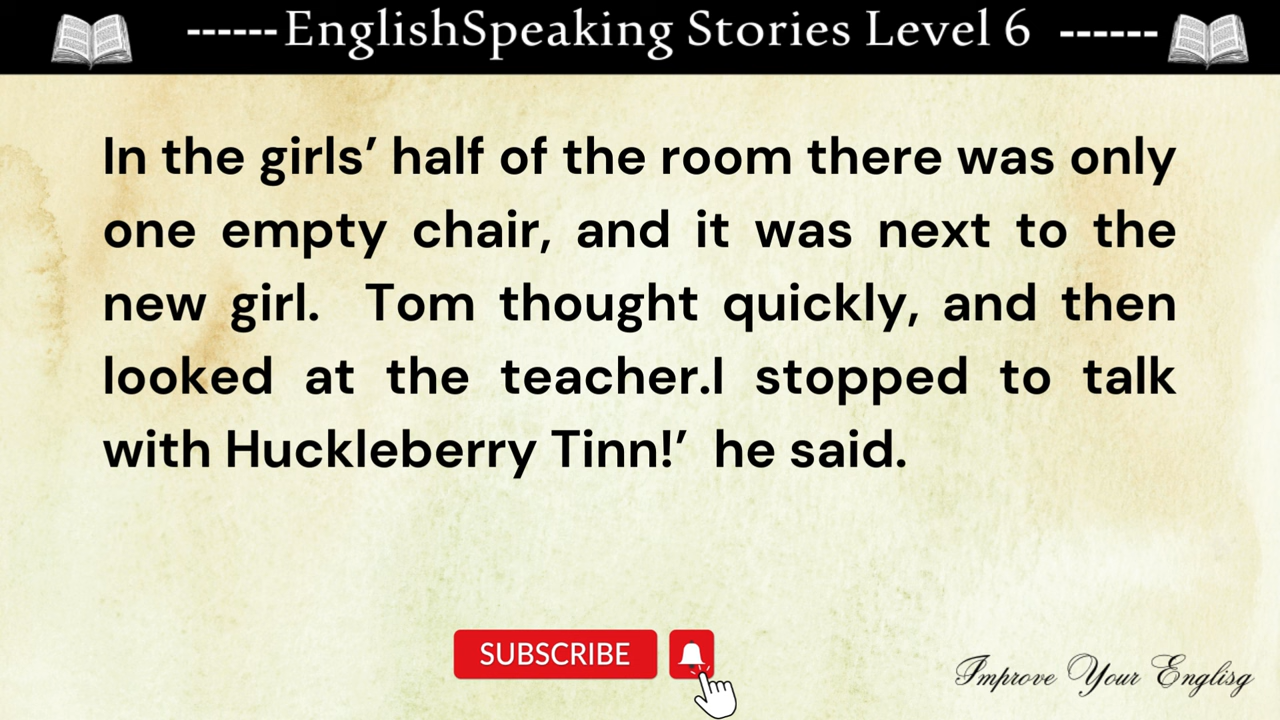 ------EnglishSpeaking Stories Level 6 ------
In the girls’ half of the room there was only
one empty chair, and it was next to the
new girl. Tom thought quickly, and then
looked at the teacher.I stopped to talk
with Huckleberry Tinn!’ he said.
SUBSCRIBE
Improve Your Englisg